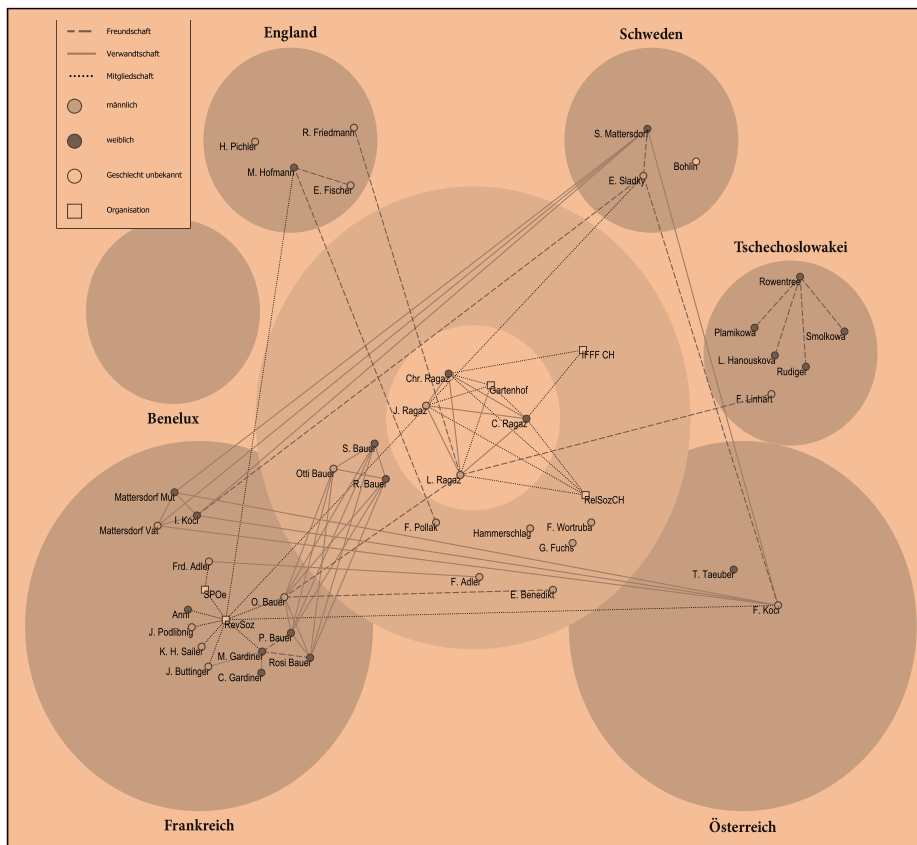 England
Schweden
Freundschaft
Verwandtschaft
Mitgliedschaft
männlich
weiblich
Geschlecht unbekannt
Organisation
H. Pichler
R. Friedmann
M. Hofmann
E. Fischer
S. Mattersdorf
Bohlin
E. Sladky
Tschechoslowakei
Rowentree
Plamikowa
Smolkowa
L. Hanouskova
Rudiger
E. Linhart
IFFF CH
Chr. Ragaz
Gartenhof
J. Ragaz
C. Ragaz
L. Ragaz
RelSozCH
Benelux
S. Bauer
Otti Bauer
R. Bauer
Mattersdorf Mut
I. Kocl
Mattersdorf Vat
F. Pollak
Hammerschlag
F. Wortruba
G. Fuchs
Frd. Adler
F. Adler
E. Benedikt
T. Taeuber
F. Kocl
SPOe
O. Bauer
Anni
RevSoz
J. Podlibnig
P. Bauer
K. H. Sailer
M. Gardiner
Rosi Bauer
J. Buttinger
C. Gardiner
Frankreich
Österreich